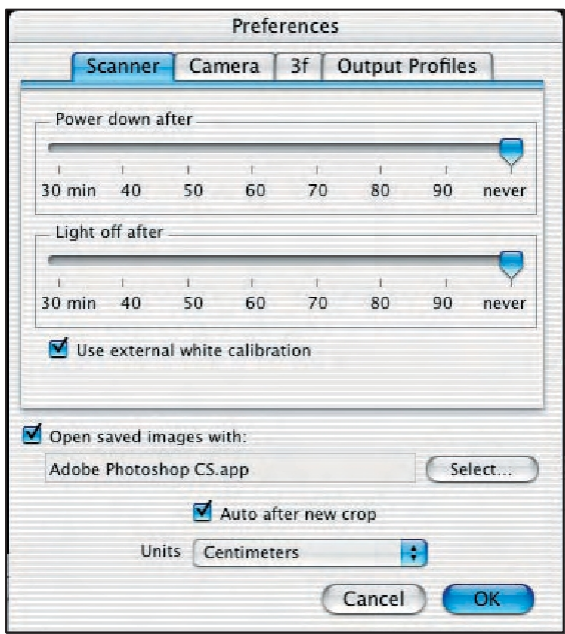 Preferences
Scanner Camera 3f Output Profiles
Power down after
30 min 40 50 60 70 80 90 never
Light off after
30 min 40 50 60 70 80 90 never
Use external white calibration
Open saved images with:
Adobe Photoshop CS.app Select...
Auto after new crop
Units Centimeters
Cancel OK